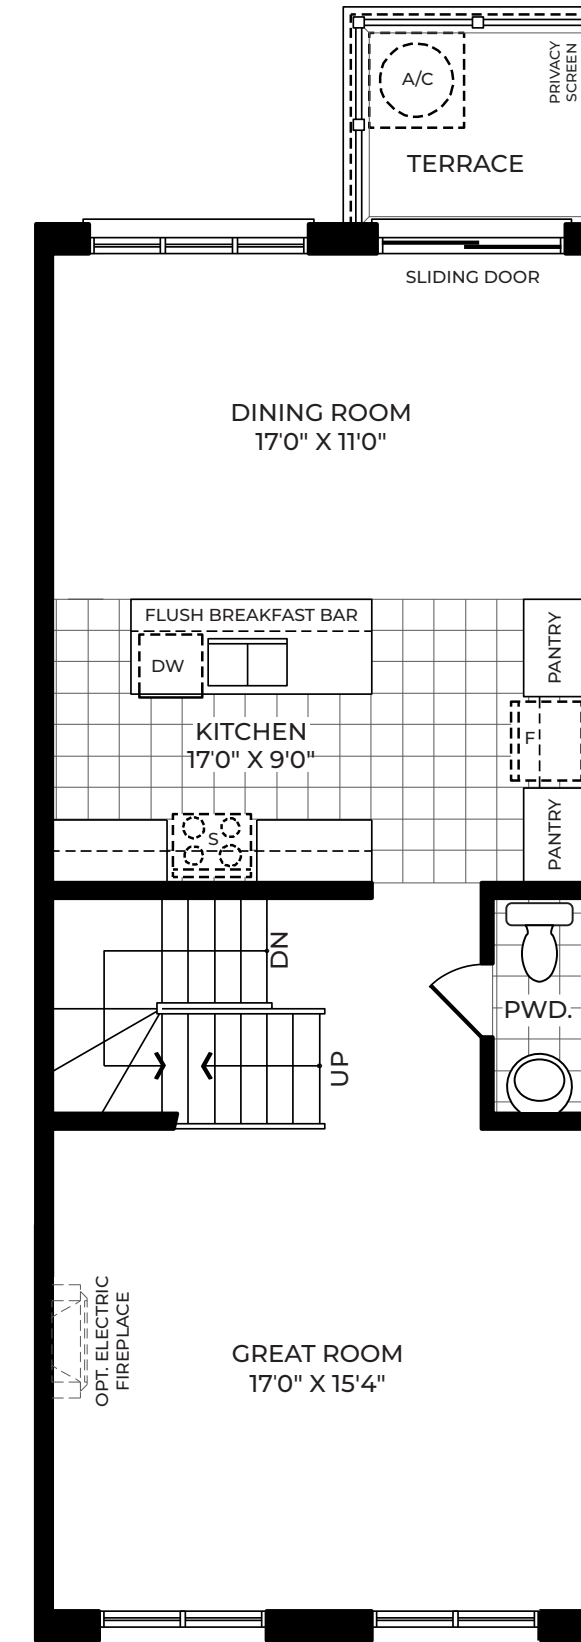 A/C
PRIVACY
SCREEN
TERRACE
SLIDING DOOR
DINING ROOM
17'0" X 11'0"
FLUSH BREAKFAST BAR
PANTRY
DW
KITCHEN
17'0" X 9'0"
F
S
PANTRY
DN
PWD.
UP
OPT. ELECTRIC
FIREPLACE
GREAT ROOM
17'0" X 15'4"